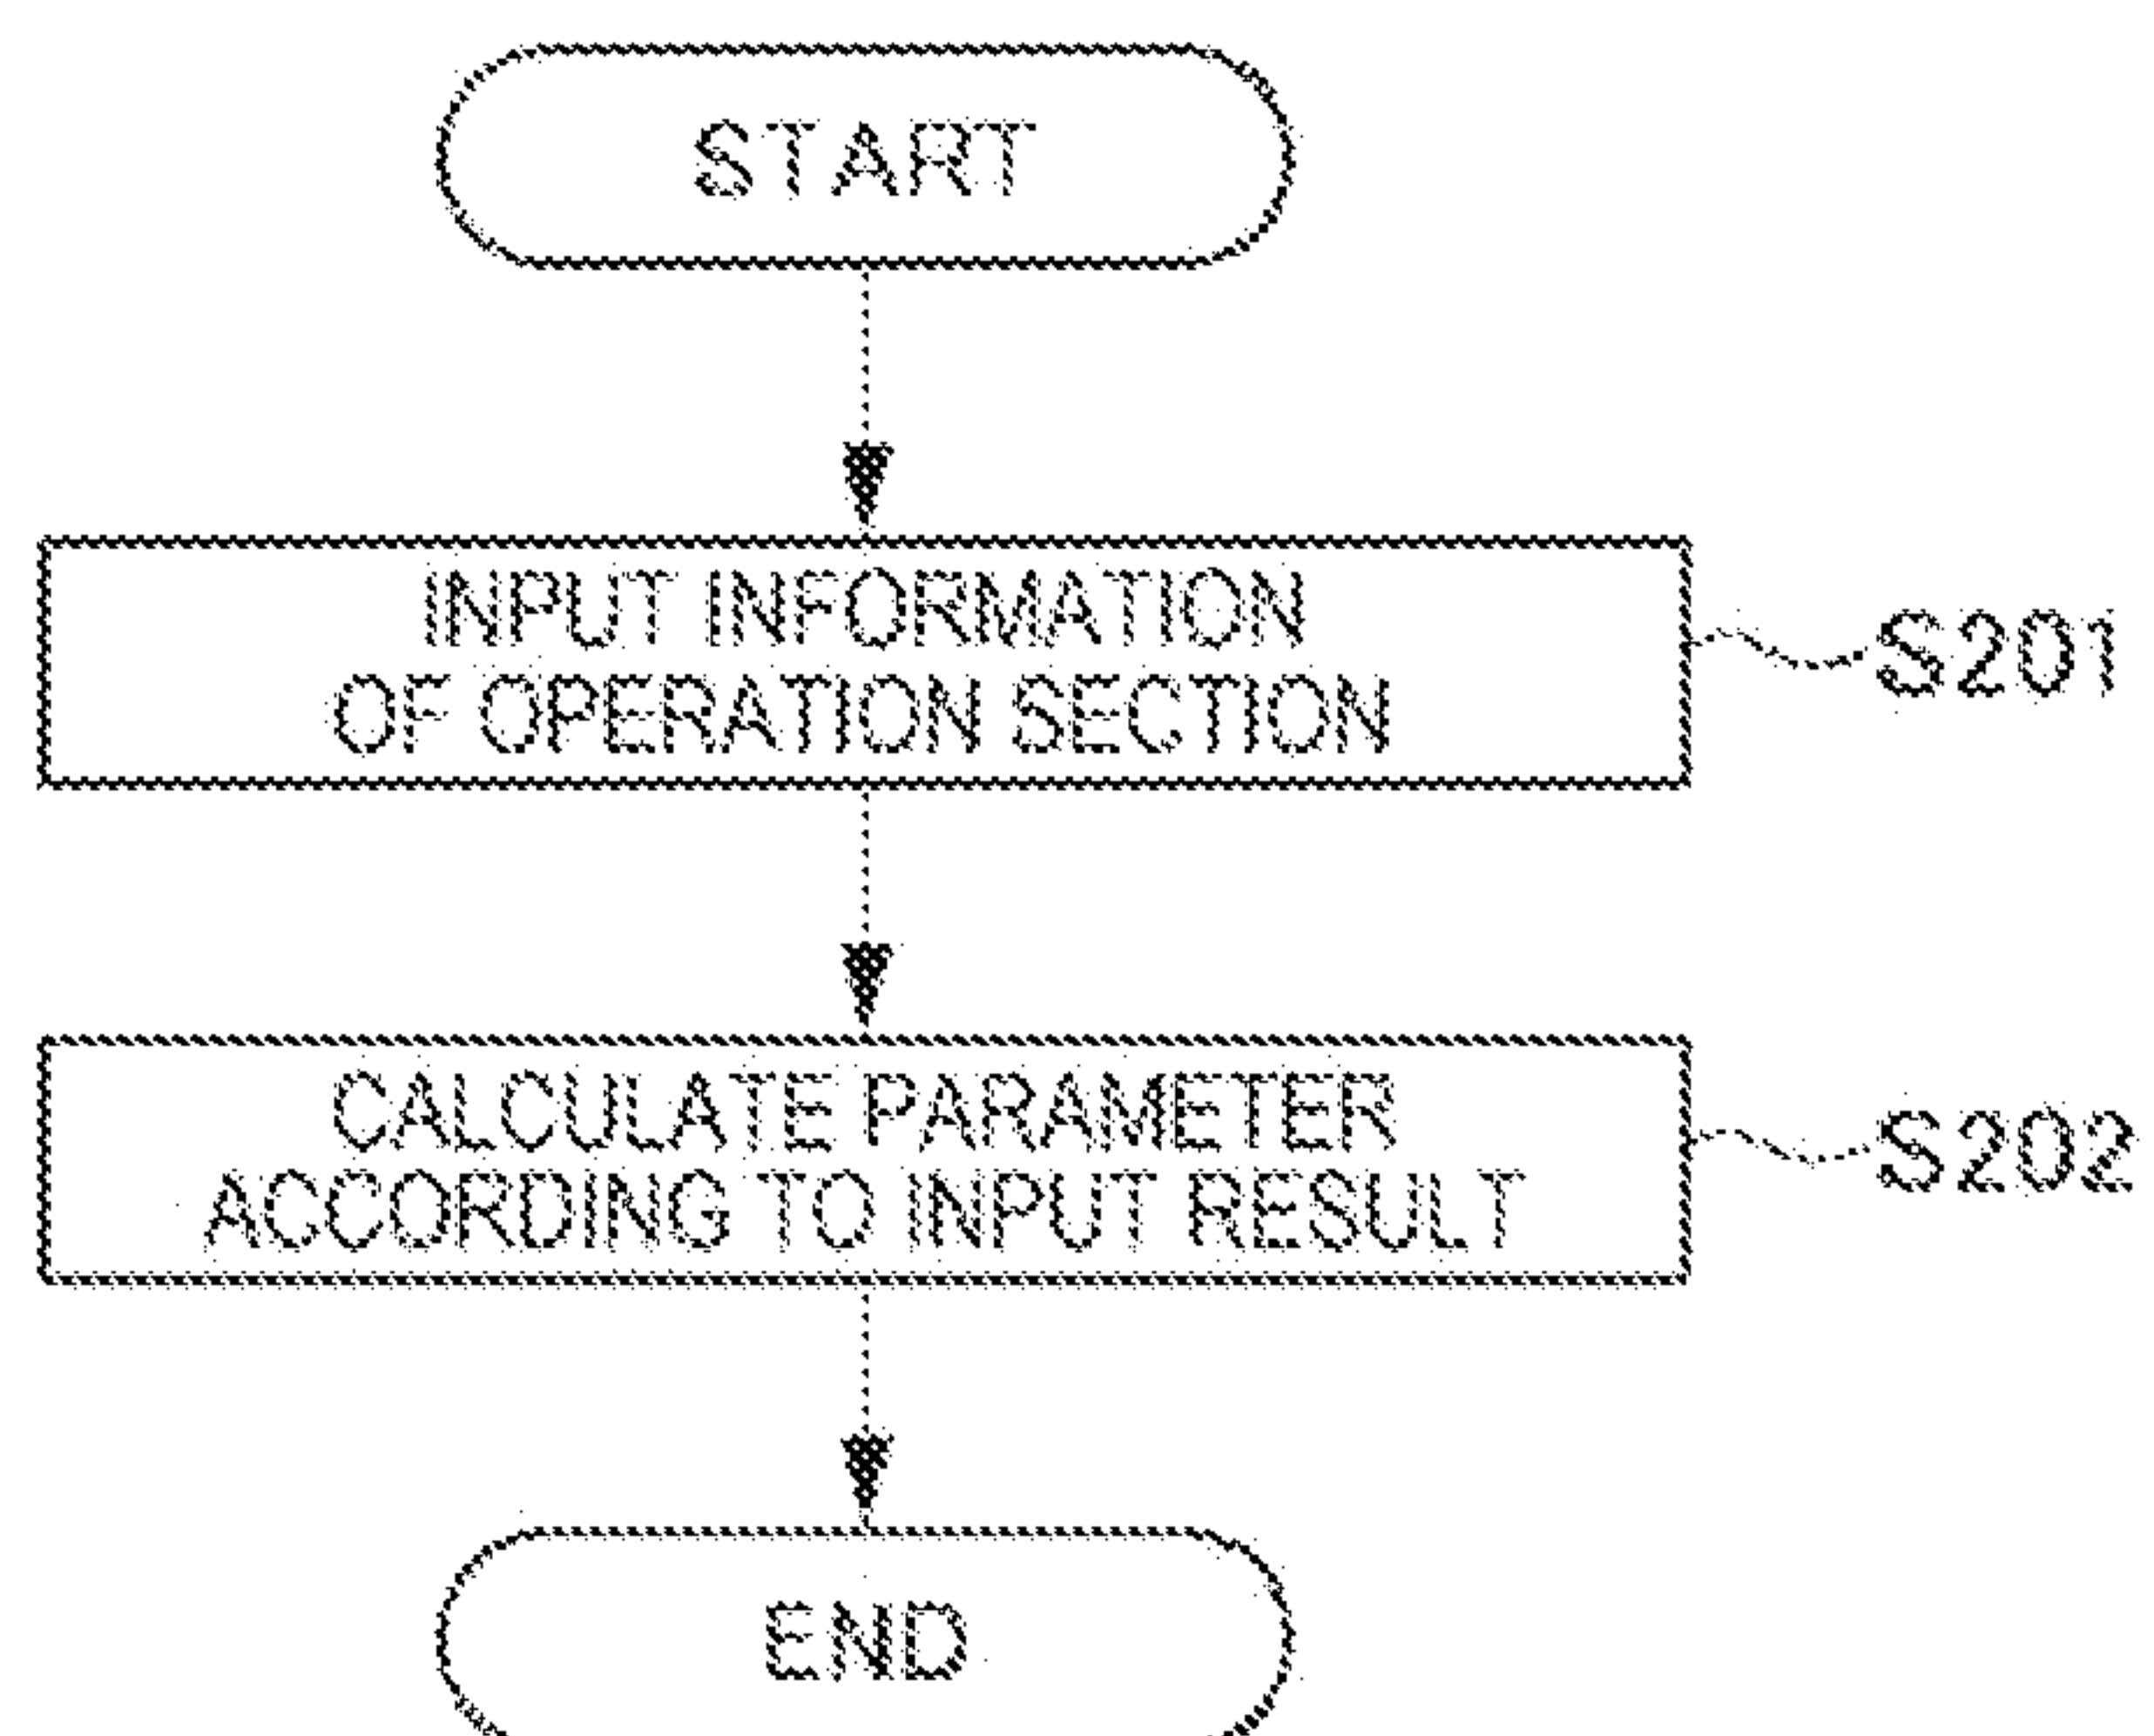 START
INPUT INFORMATION
OF OPERATION SECTION
S201
CALCULATE PARAMETER
ACCORDING TO INPUT RESULT
S202
END